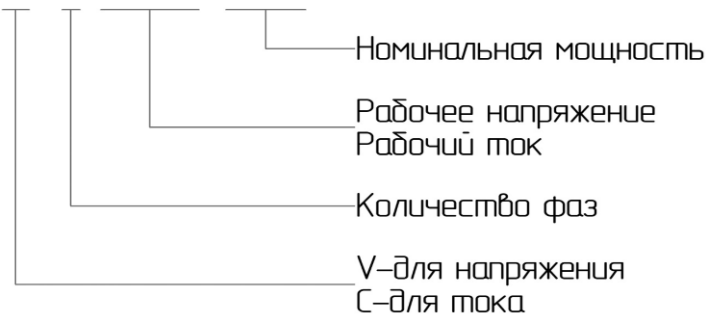 Номинальная мощность
Рабочее напряжение
Рабочий ток
Количество фаз
V–для напряжения
C–для тока